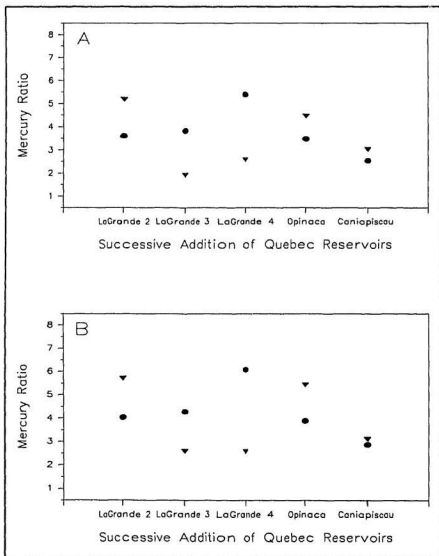 A
8
7
6
5
4
3
2
1
Mercury Ratio
LaGrande 2 LaGrande 3 LaGrande 4 Opinaca Caniapiscau
Successive Addition of Quebec Reservoirs
B
8
7
6
5
4
3
2
1
Mercury Ratio
LaGrande 2 LaGrande 3 LaGrande 4 Opinaca Caniapiscau
Successive Addition of Quebec Reservoirs